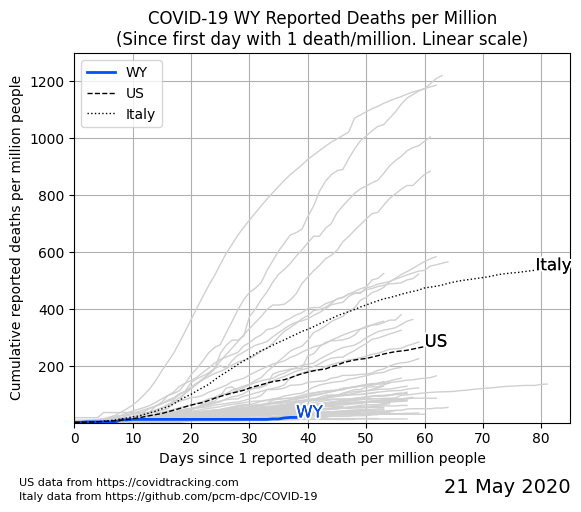 COVID-19 WY Reported Deaths per Million
(Since first day with 1 death/million. Linear scale)
Cumulative reported deaths per million people
1200
1000
800
600
400
200
WY
US
Italy
Italy
US
WY
0 10 20 30 40 50 60 70 80
Days since 1 reported death per million people
US data from https://covidtracking.com
Italy data from https://github.com/pcm-dpc/COVID-19
21 May 2020